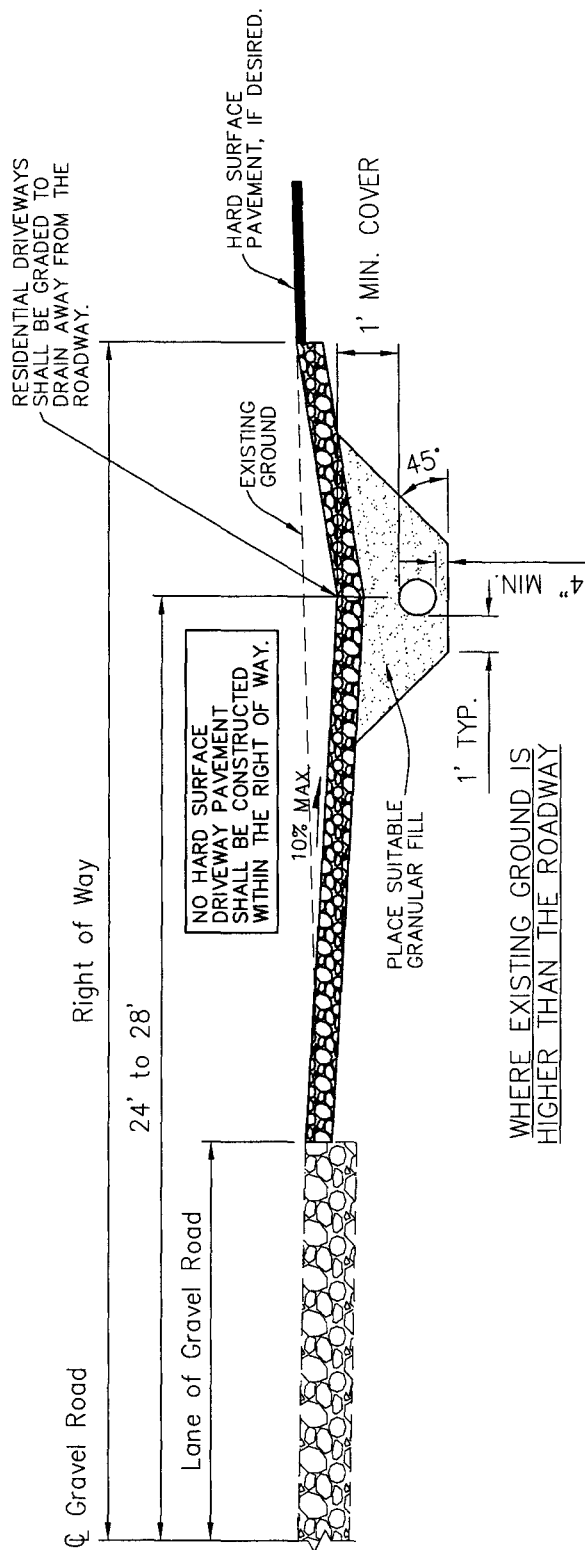 ℄ Gravel Road
Right of Way
24' to 28'
Lane of Gravel Road
RESIDENTIAL DRIVEWAYS
SHALL BE GRADED TO
DRAIN AWAY FROM THE
ROADWAY.
NO HARD SURFACE
DRIVEWAY PAVEMENT
SHALL BE CONSTRUCTED
WITHIN THE RIGHT OF WAY.
EXISTING
GROUND
HARD SURFACE
PAVEMENT, IF DESIRED.
10% MAX.
1' MIN. COVER
45°
PLACE SUITABLE
GRANULAR FILL
1' TYP.
4" MIN.
WHERE EXISTING GROUND IS
HIGHER THAN THE ROADWAY